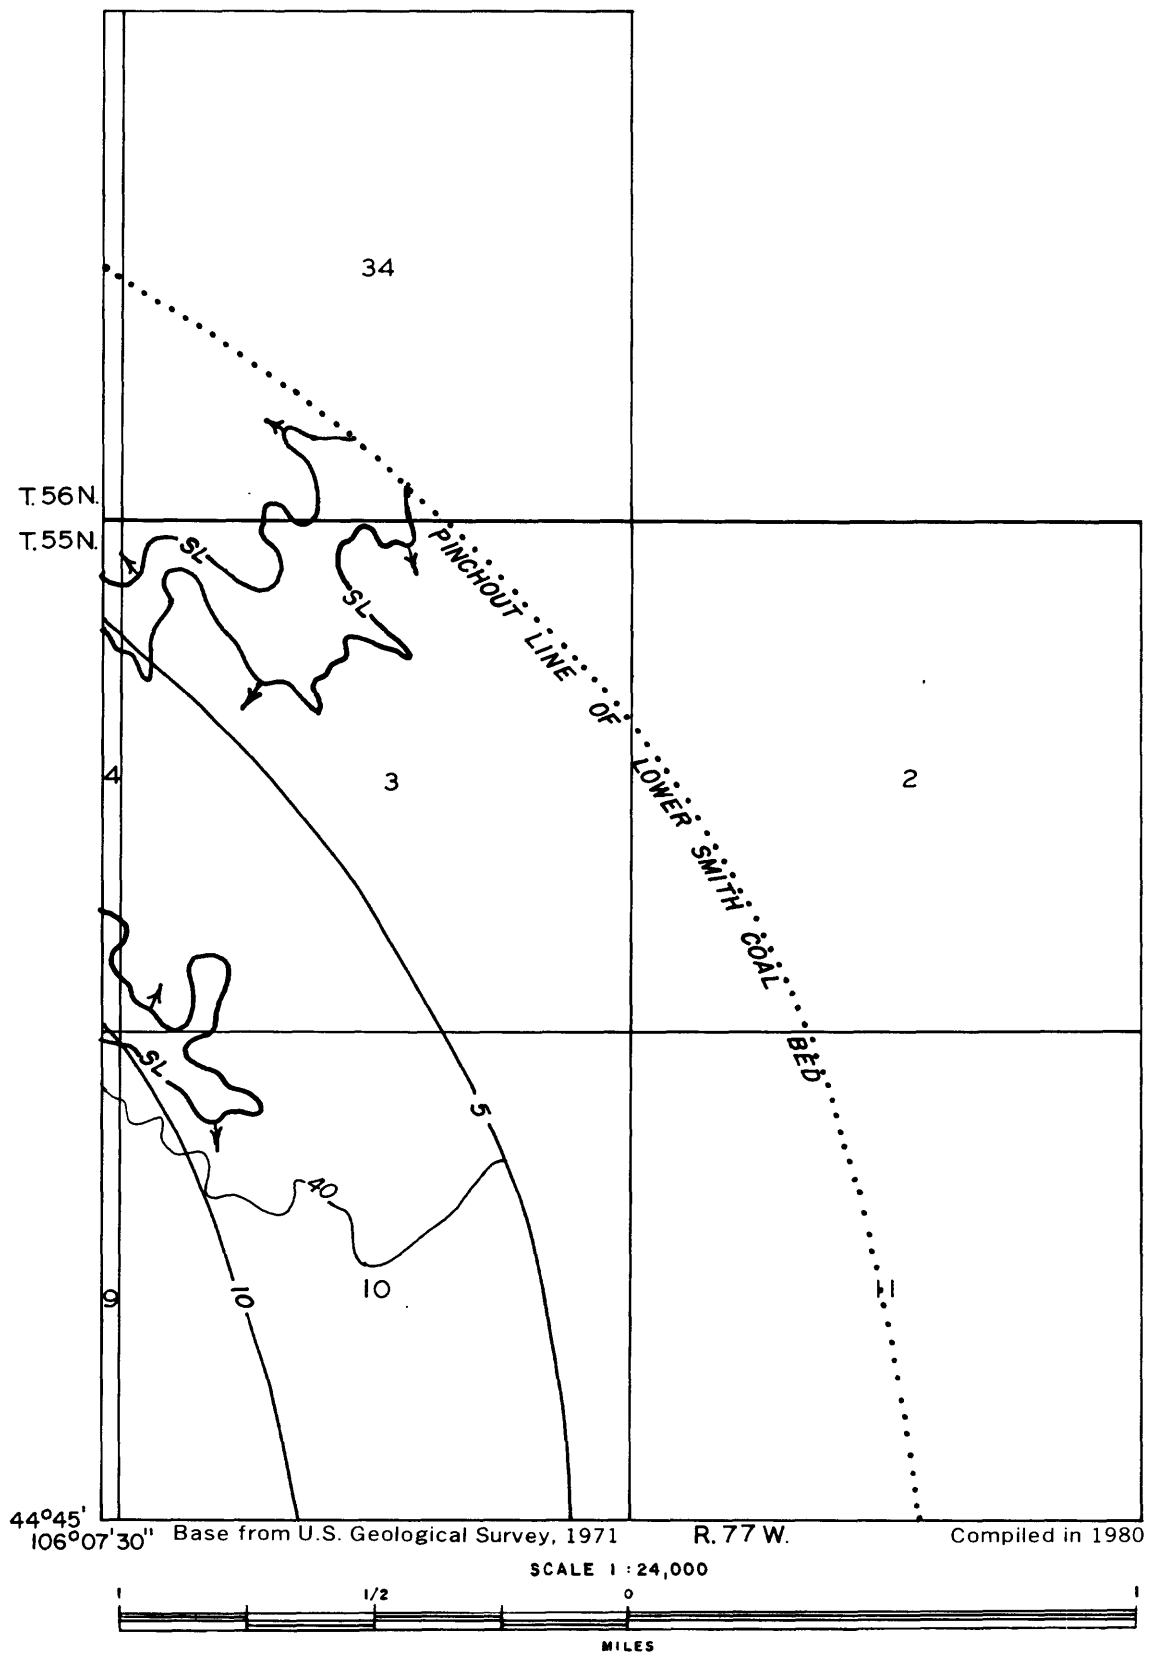 34
T.56N.
T.55N.
SL
SL
PINCHOUT LINE OF LOWER SMITH COAL BED
4
3
2
SL
5
40
10
10
9
11
44°45'
106°07'30" Base from U.S. Geological Survey, 1971 R.77W. Compiled in 1980
SCALE 1:24,000
1 1/2 0 1
MILES